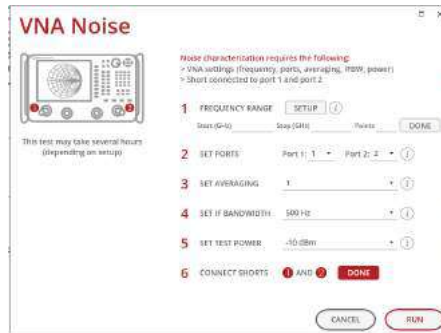 VNA Noise
Noise characterization requires the following:
> VNA settings (frequency, ports, averaging, IFBW, power)
> Short connected to port 1 and port 2
This test may take several hours
(depending on setup)
1 FREQUENCY RANGE SETUP i
Start (GHz) Stop (GHz) Points DONE
2 SET PORTS Port 1: 1 Port 2: 2 i
3 SET AVERAGING 1 i
4 SET IF BANDWIDTH 500 Hz i
5 SET TEST POWER -10 dBm i
6 CONNECT SHORTS 1 AND 2 DONE
CANCEL RUN